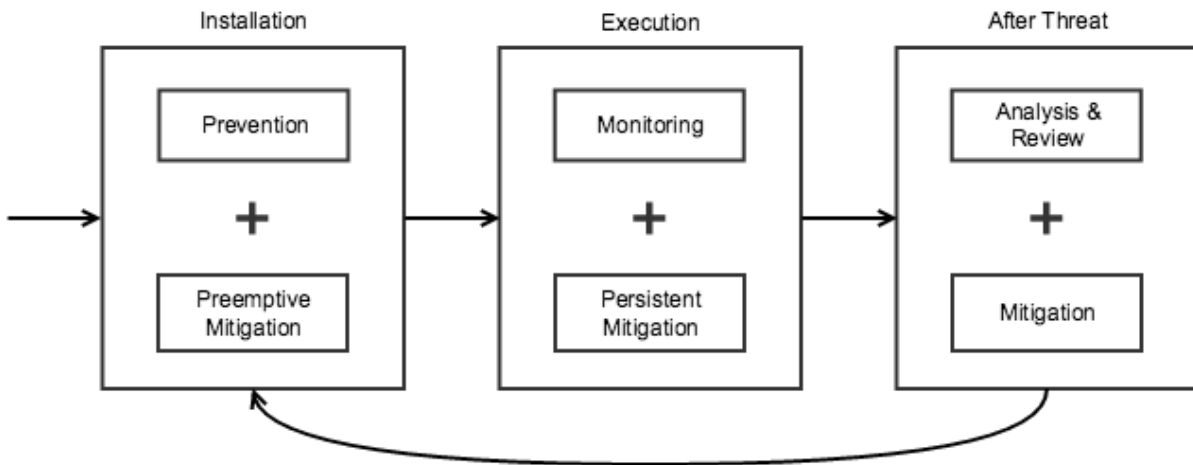 Installation
Execution
After Threat
Prevention
Monitoring
Analysis &
Review
+
+
+
Preemptive
Mitigation
Persistent
Mitigation
Mitigation